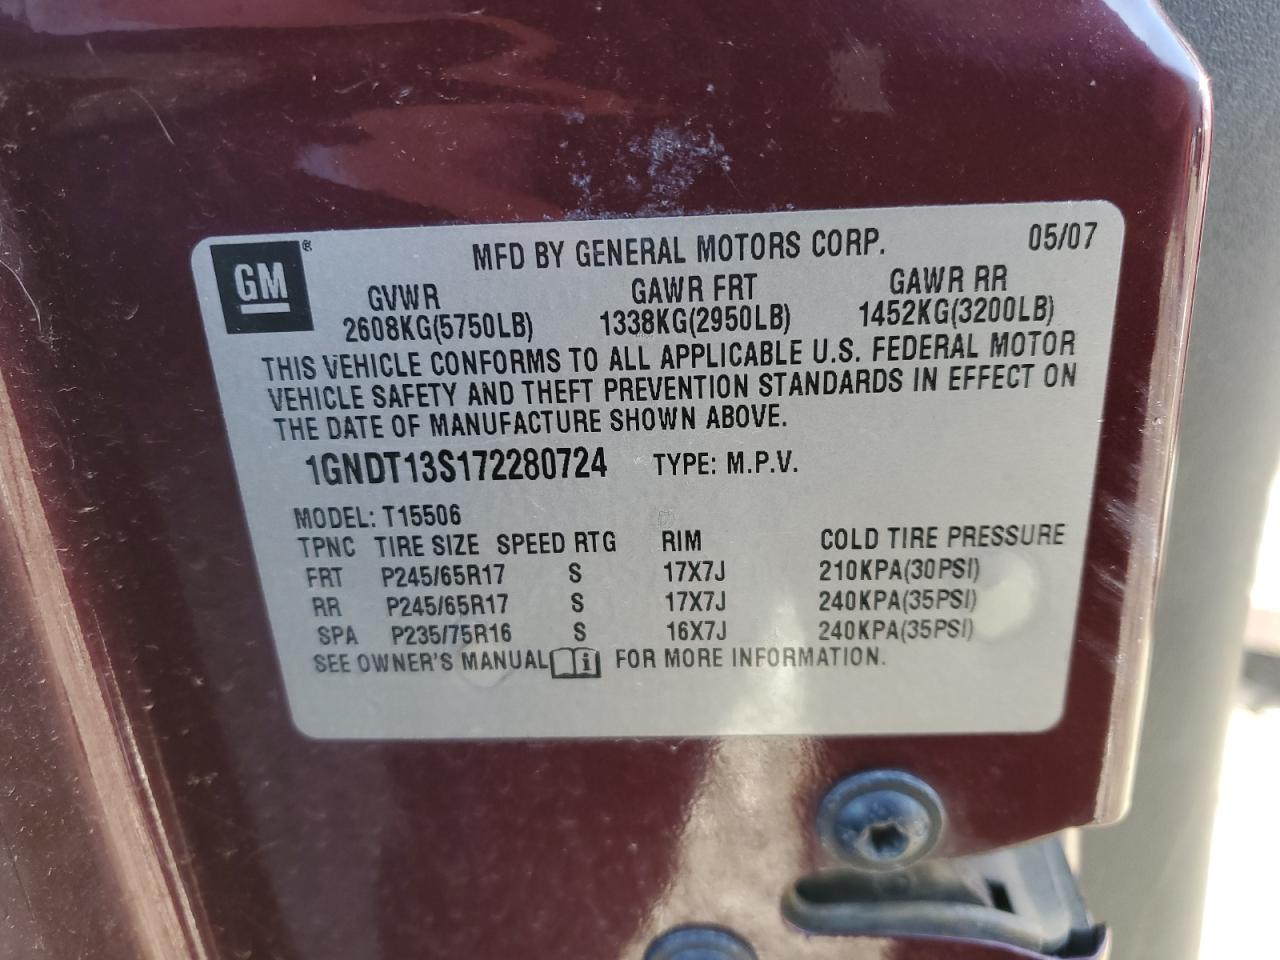 GM ®
MFD BY GENERAL MOTORS CORP. 05/07
GVWR GAWR FRT GAWR RR
2608KG(5750LB) 1338KG(2950LB) 1452KG(3200LB)
THIS VEHICLE CONFORMS TO ALL APPLICABLE U.S. FEDERAL MOTOR
VEHICLE SAFETY AND THEFT PREVENTION STANDARDS IN EFFECT ON
THE DATE OF MANUFACTURE SHOWN ABOVE.
1GNDT13S172280724 TYPE: M.P.V.
MODEL: T15506
TPNC TIRE SIZE SPEED RTG RIM COLD TIRE PRESSURE
FRT P245/65R17 S 17X7J 210KPA(30PSI)
RR P245/65R17 S 17X7J 240KPA(35PSI)
SPA P235/75R16 S 16X7J 240KPA(35PSI)
SEE OWNER'S MANUAL i FOR MORE INFORMATION.